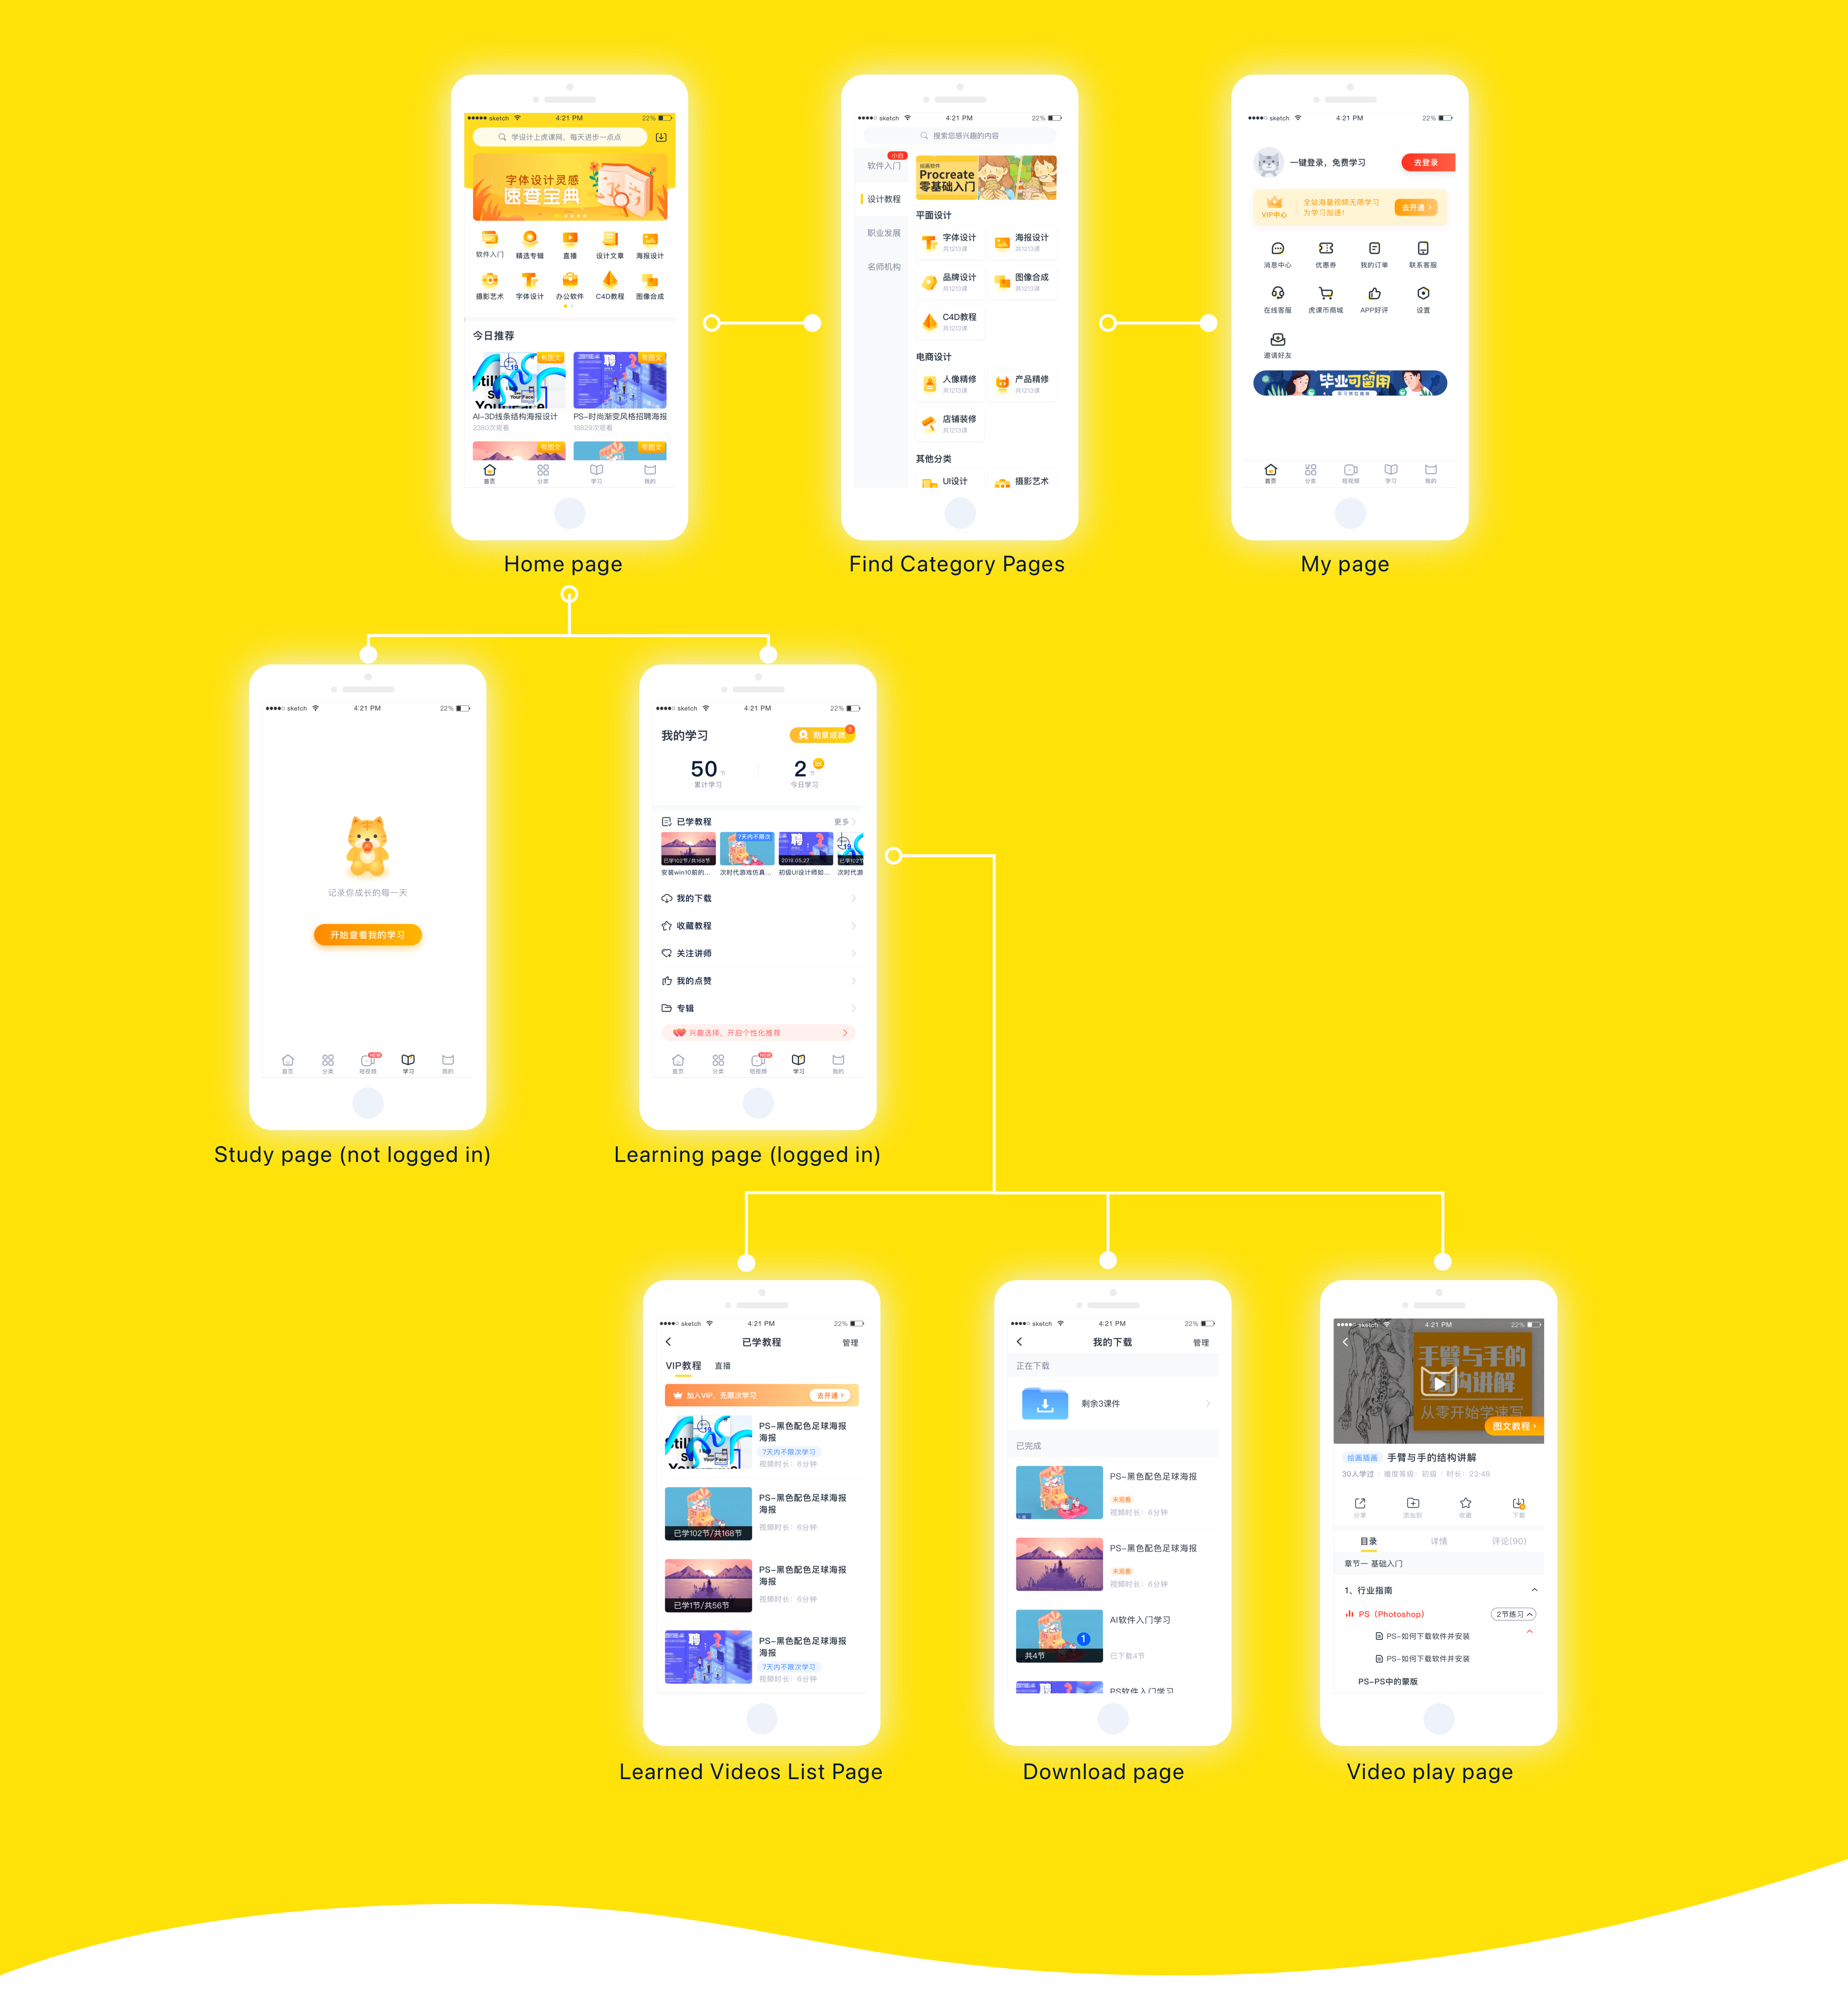 sketch 4:21 PM 22%
学设计上虎课网，每天进步一点点
字体设计灵感
速查宝典
软件入门 精选专辑 直播 设计文章 海报设计
摄影艺术 字体设计 办公软件 C4D教程 图像合成
今日推荐
有图文 有图文
AI-3D线条结构海报设计 PS-时尚渐变风格招聘海报
2380次观看 18829次观看
有图文 有图文
首页 分类 学习 我的
Home page
sketch 4:21 PM 22%
搜索您感兴趣的内容
小白
软件入门
设计教程
职业发展
名师机构
绘画软件
Procreate
零基础入门
平面设计
字体设计 海报设计
共1213课 共1213课
品牌设计 图像合成
共1213课 共1213课
C4D教程
共1213课
电商设计
人像精修 产品精修
共1213课 共1213课
店铺装修
共1213课
其他分类
UI设计 摄影艺术
Find Category Pages
sketch 4:21 PM 22%
一键登录，免费学习 去登录
VIP中心
全站海量视频无限学习
为学习加速！
去开通 >
消息中心 优惠券 我的订单 联系客服
在线客服 虎课币商城 APP好评 设置
邀请好友
毕业可留用
首页 分类 短视频 学习 我的
My page
sketch 4:21 PM 22%
记录你成长的每一天
开始查看我的学习
NEW
首页 分类 短视频 学习 我的
Study page (not logged in)
sketch 4:21 PM 22%
我的学习 勋章成就 3
50 节 2 节
累计学习 今日学习
已学教程 更多
已学102节/共168节 7天内不限次 2019.05.27 已学102节
安装win10前的... 次时代游戏仿真... 初级UI设计师如... 次时代游
我的下载
收藏教程
关注讲师
我的点赞
专辑
兴趣选择，开启个性化推荐
NEW
首页 分类 短视频 学习 我的
Learning page (logged in)
sketch 4:21 PM 22%
已学教程 管理
VIP教程 直播
加入VIP，无限次学习 去开通 >
PS-黑色配色足球海报
海报
7天内不限次学习
视频时长：6分钟
PS-黑色配色足球海报
海报
已学102节/共168节
视频时长：6分钟
PS-黑色配色足球海报
海报
已学1节/共56节
视频时长：6分钟
PS-黑色配色足球海报
海报
7天内不限次学习
视频时长：6分钟
Learned Videos List Page
sketch 4:21 PM 22%
我的下载 管理
正在下载
剩余3课件
已完成
PS-黑色配色足球海报
未观看
视频时长：6分钟
PS-黑色配色足球海报
未观看
视频时长：6分钟
AI软件入门学习
1
共4节 已下载4节
PS软件入门学习
Download page
sketch 4:21 PM 22%
手臂与手的
结构讲解
从零开始学速写
图文教程 >
绘画插画 手臂与手的结构讲解
30人学过 难度等级：初级 时长：23:48
分享 添加到 收藏 下载
目录 详情 评论(90)
章节一 基础入门
1、行业指南
PS（Photoshop） 2节练习
PS-如何下载软件并安装
PS-如何下载软件并安装
PS-PS中的蒙版
Video play page